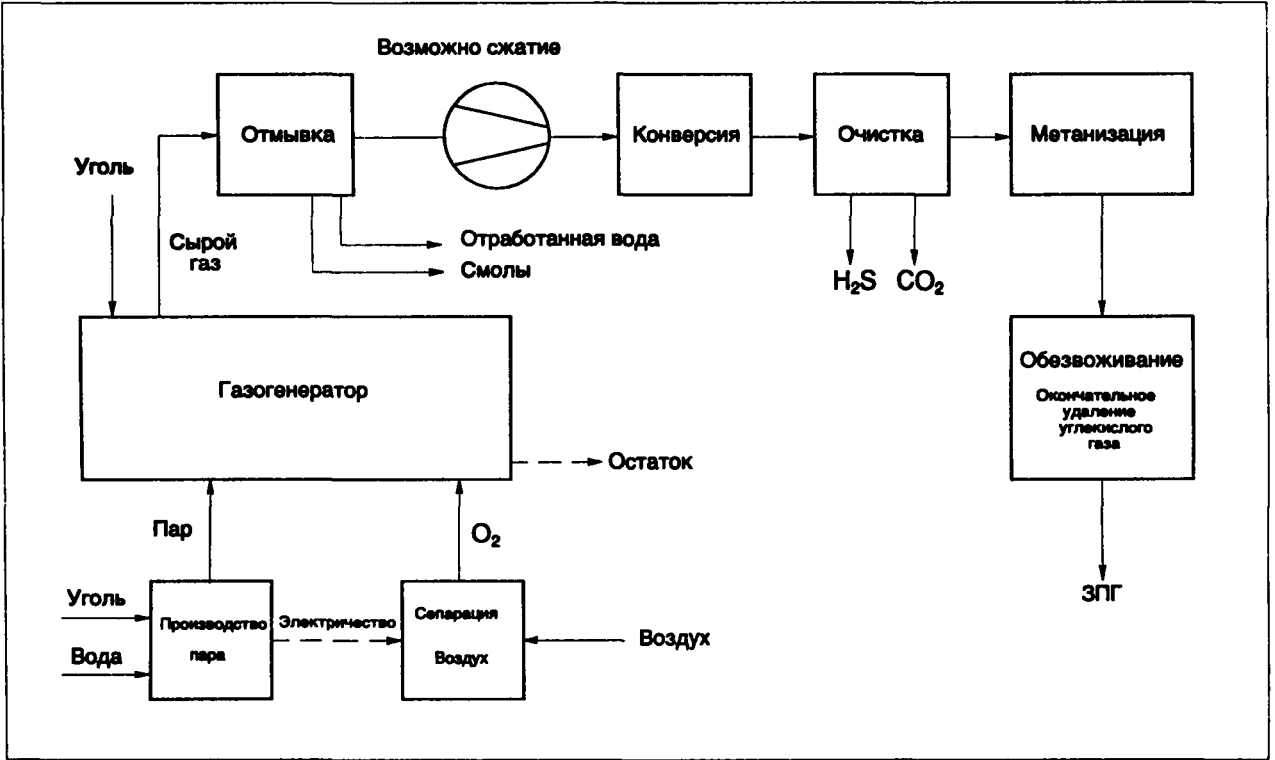 Возможно сжатие
Отмывка
Конверсия
Очистка
Метанизация
Уголь
Сырой
газ
Отработанная вода
Смолы
H₂S
CO₂
Газогенератор
Обезвоживание
Окончательное
удаление
углекислого
газа
Остаток
Пар
O₂
ЗПГ
Уголь
Вода
Производство
пара
Электричество
Сепарация
Воздух
Воздух